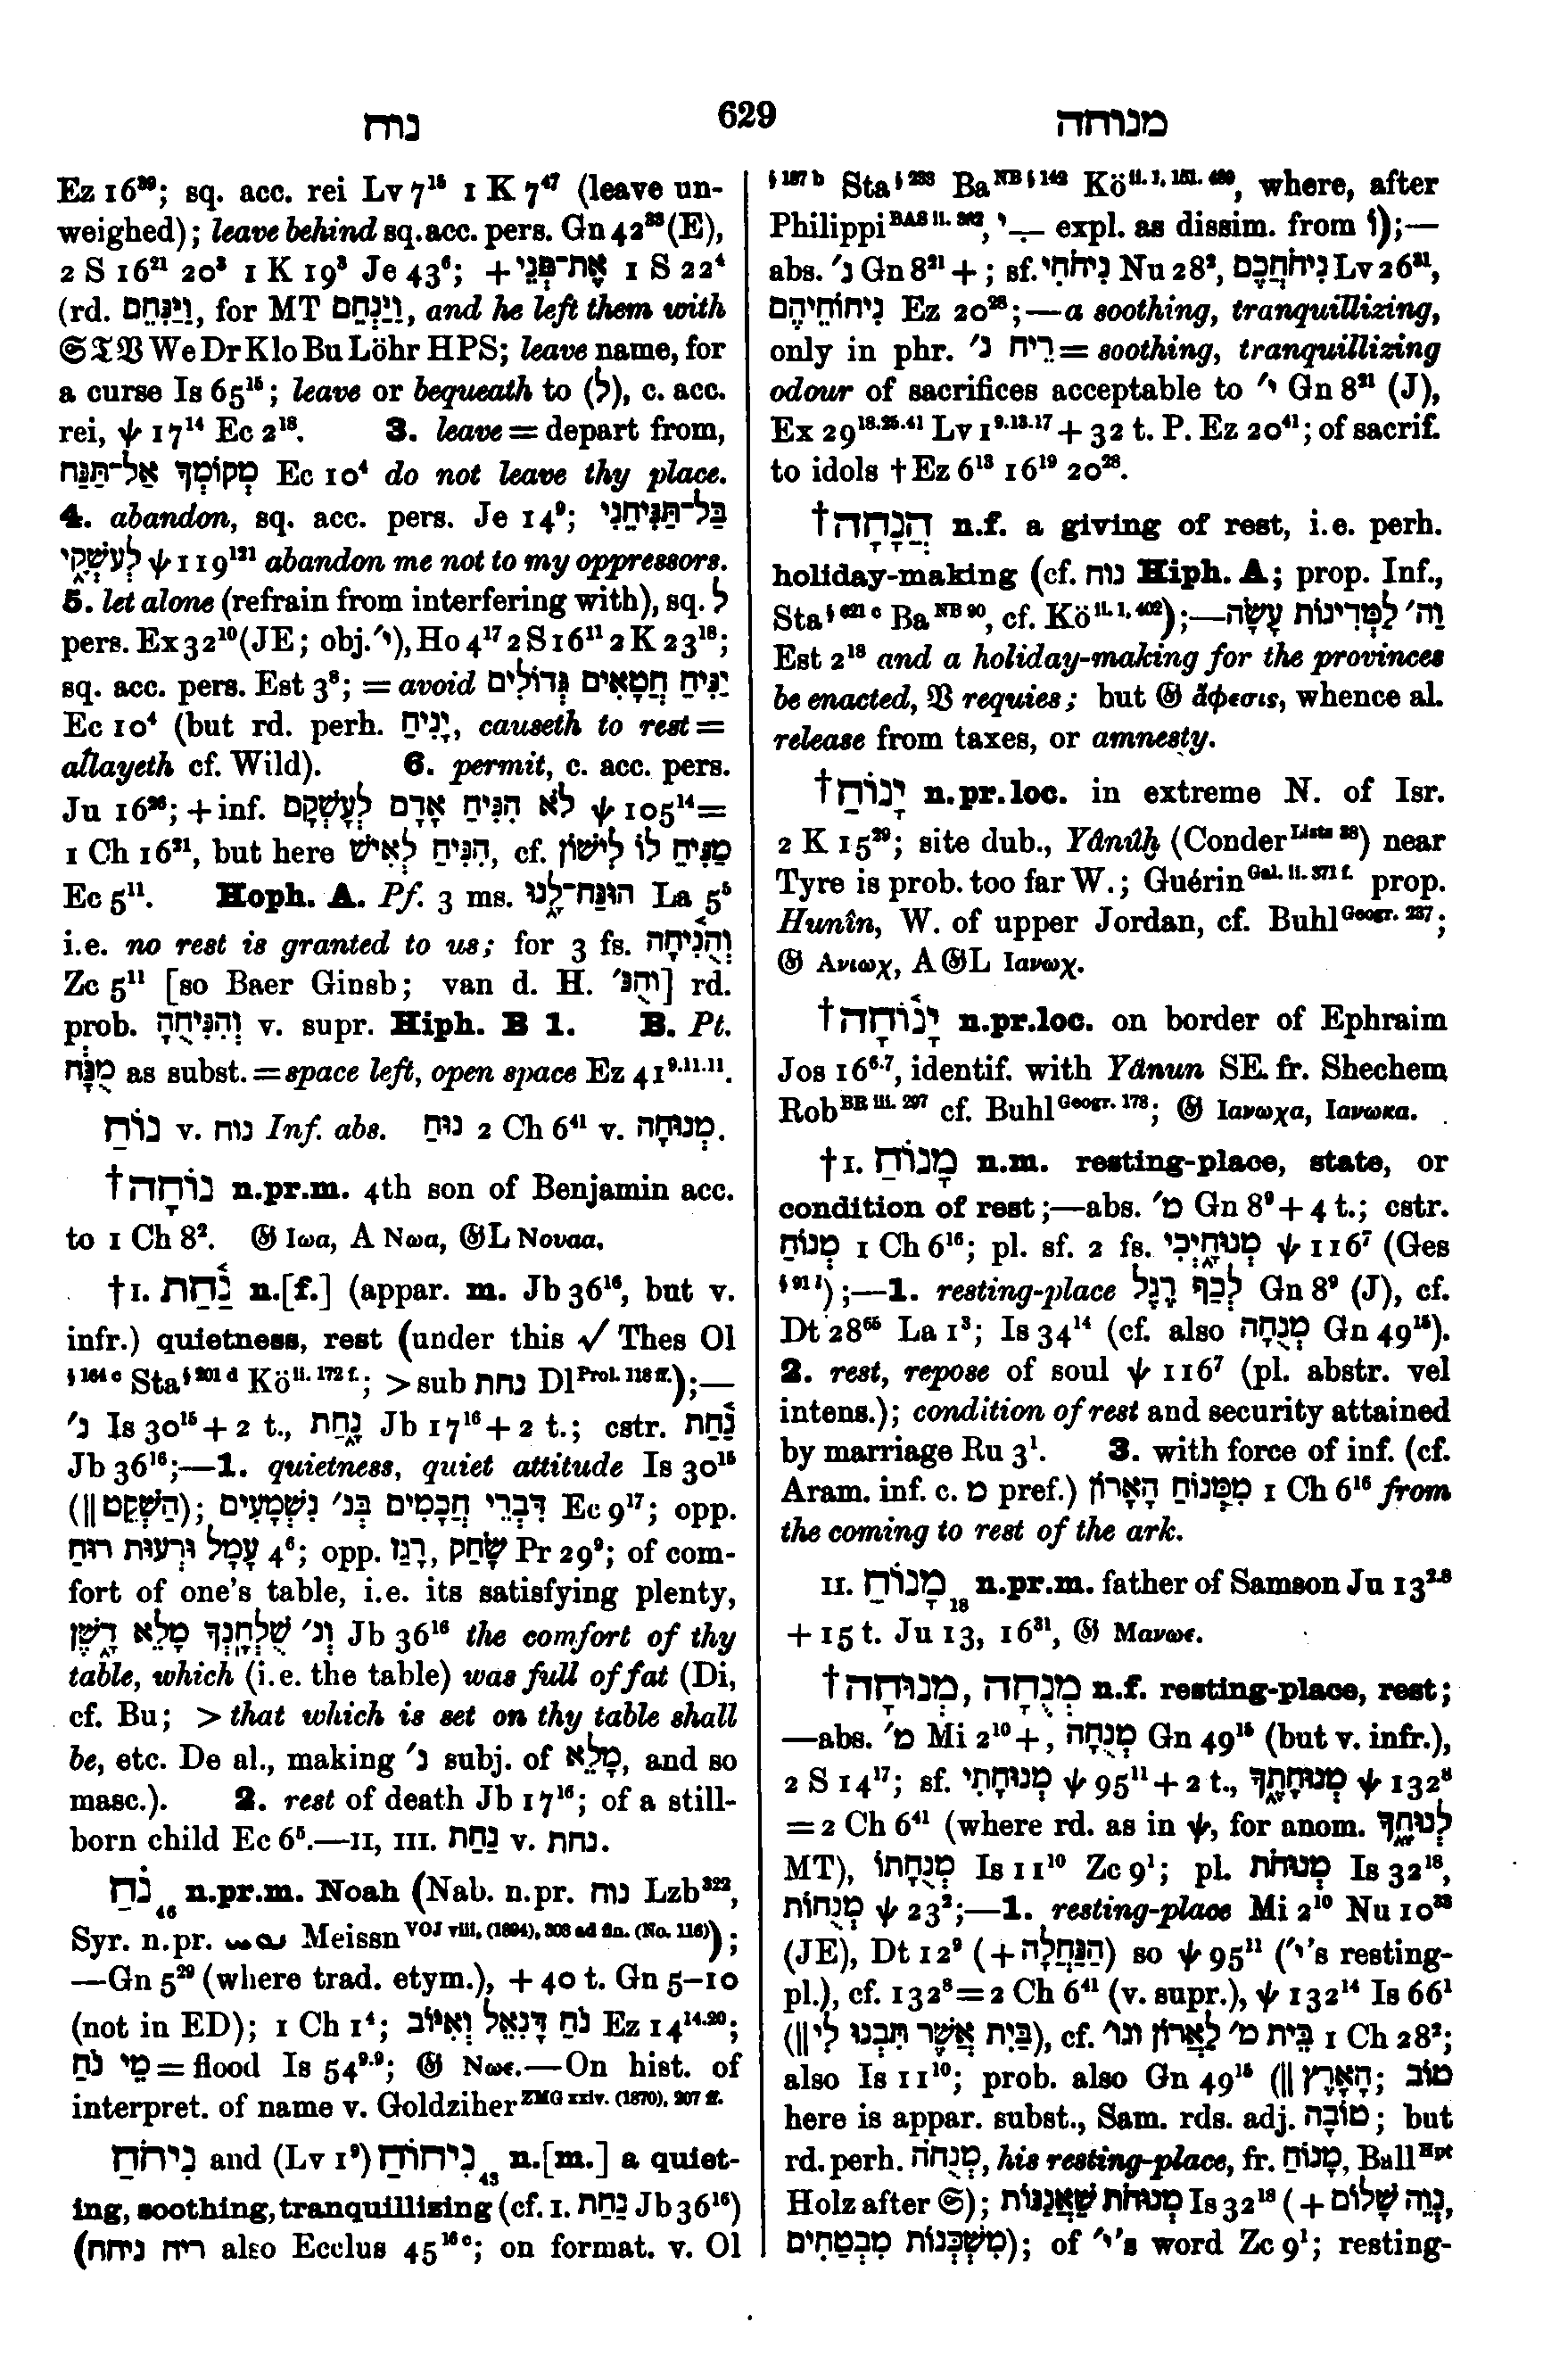 נוח
629
מנוחה
Ez 16³⁹; sq. acc. rei Lv 7¹⁵ 1 K 7⁴⁷ (leave un-
weighed); leave behind sq. acc. pers. Gn 42³³ (E),
2 S 16²¹ 20³ 1 K 19³ Je 43⁶; + אֶת־פְּנֵי 1 S 22⁴
(rd. וַיַּנִּחֵם, for MT וַיַּנְחֵם, and he left them with
𝔖𝔗𝔙 We Dr Klo Bu Löhr HPS; leave name, for
a curse Is 65¹⁵; leave or bequeath to (לְ), c. acc.
rei, ψ 17¹⁴ Ec 2¹⁸. 3. leave = depart from,
מְקוֹמְךָ אַל־תַּנַּח Ec 10⁴ do not leave thy place.
4. abandon, sq. acc. pers. Je 14⁹; בַּל־תַּנִּיחֵנִי
לְעֹשְׁקָי ψ 119¹²¹ abandon me not to my oppressors.
5. let alone (refrain from interfering with), sq. לְ
pers. Ex 32¹⁰ (JE; obj. י׳), Ho 4¹⁷ 2 S 16¹¹ 2 K 23¹⁸;
sq. acc. pers. Est 3⁸; = avoid יַנִּיחַ חֲטָאִים גְּדוֹלִים
Ec 10⁴ (but rd. perh. יָנִיחַ, causeth to rest =
allayeth cf. Wild). 6. permit, c. acc. pers.
Ju 16²⁶; + inf. לֹא הִנִּיחַ אָדָם לְעָשְׁקָם ψ 105¹⁴ =
1 Ch 16²¹, but here הִנִּיחַ לְאִישׁ, cf. מַנִּיחַ לוֹ לִישׁוֹן
Ec 5¹¹. Hoph. A. Pf. 3 ms. הוּנַח־לָנוּ La 5⁵
i.e. no rest is granted to us; for 3 fs. וְהֻנִּיחָה
Zc 5¹¹ [so Baer Ginsb; van d. H. וְהֻנּ׳] rd.
prob. וְהִנִּיחֻהָ v. supr. Hiph. B 1. B. Pt.
מֻנָּח as subst. = space left, open space Ez 41⁹·¹¹·¹¹.
נוֹחַ v. נוח Inf. abs. נוּחַ 2 Ch 6⁴¹ v. מְנוּחָה.
†נוֹחָה n.pr.m. 4th son of Benjamin acc.
to 1 Ch 8². 𝔊 Ιωα, A Νωα, 𝔊L Νουαα.
†I. נַ֫חַת n.[f.] (appar. m. Jb 36¹⁶, but v.
infr.) quietness, rest (under this √ Thes Ol
§ 164 c Sta§ 201 d Köii. 172 f.; > sub נחת Dl Prol. 118 ff.);—
נ׳ Is 30¹⁵ + 2 t., נָחַת Jb 17¹⁶ + 2 t.; cstr. נַ֫חַת
Jb 36¹⁶;—1. quietness, quiet attitude Is 30¹⁵
(|| הַשְׁקֵט); דִּבְרֵי חֲכָמִים בְּנ׳ נִשְׁמָעִים Ec 9¹⁷; opp.
עָמָל וּרְעוּת רוּחַ 4⁶; opp. רָגַז, שָׂחַק Pr 29⁹; of com-
fort of one's table, i.e. its satisfying plenty,
וְנ׳ שֻׁלְחָנְךָ מָלֵא דָשֶׁן Jb 36¹⁶ the comfort of thy
table, which (i.e. the table) was full of fat (Di,
cf. Bu; > that which is set on thy table shall
be, etc. De al., making נ׳ subj. of מָלֵא, and so
masc.). 2. rest of death Jb 17¹⁶; of a still-
born child Ec 6⁵.—II, III. נַחַת v. נחת.
נֹחַ 46 n.pr.m. Noah (Nab. n.pr. נוח Lzb³²²,
Syr. n.pr. Meissn VOJ viii. (1894), 308 ad fin. (No. 116));
—Gn 5²⁹ (where trad. etym.), + 40 t. Gn 5–10
(not in ED); 1 Ch 1⁴; נֹחַ דָּנִאֵל וְאִיּוֹב Ez 14¹⁴·²⁰;
מֵי נֹחַ = flood Is 54⁹·⁹; 𝔊 Νωε.—On hist. of
interpret. of name v. Goldziher ZMG xxiv. (1870), 207 ff.
נִיחֹחַ and (Lv 1⁹) נִיחוֹחַ 43 n.[m.] a quiet-
ing, soothing, tranquillizing (cf. I. נַחַת Jb 36¹⁶)
(ריח ניחח also Ecclus 45¹⁶ ᶜ; on format. v. Ol
§ 187 b Sta§ 233 Ba NB § 142 Kö ii. 1, 151. 460, where, after
Philippi BAS ii. 362, ִי expl. as dissim. from וֹ);—
abs. נ׳ Gn 8²¹ +; sf. נִיחֹחִי Nu 28², נִיחֹחֲכֶם Lv 26³¹,
נִיחוֹחֵיהֶם Ez 20²⁸;—a soothing, tranquillizing,
only in phr. רֵיחַ נ׳ = soothing, tranquillizing
odour of sacrifices acceptable to י׳ Gn 8²¹ (J),
Ex 29¹⁸·²⁵·⁴¹ Lv 1⁹·¹³·¹⁷ + 32 t. P. Ez 20⁴¹; of sacrif.
to idols † Ez 6¹³ 16¹⁹ 20²⁸.
†הֲנָחָה n.f. a giving of rest, i.e. perh.
holiday-making (cf. נוח Hiph. A; prop. Inf.,
Sta§ 621 c Ba NB 90, cf. Kö ii. 1, 402);—וַה׳ לַמְּדִינוֹת עָשָׂה
Est 2¹⁸ and a holiday-making for the provinces
be enacted, 𝔙 requies; but 𝔊 ἄφεσις, whence al.
release from taxes, or amnesty.
†יָנוֹחַ n.pr.loc. in extreme N. of Isr.
2 K 15²⁹; site dub., Yânûḥ (Conder Lists 28) near
Tyre is prob. too far W.; Guérin Gal. ii. 371 f. prop.
Hunîn, W. of upper Jordan, cf. Buhl Geogr. 237;
𝔊 Ανιωχ, A𝔊L Ιανωχ.
†יָנ֫וֹחָה n.pr.loc. on border of Ephraim
Jos 16⁶·⁷, identif. with Yânun SE. fr. Shechem
Rob BR iii. 297 cf. Buhl Geogr. 178; 𝔊 Ιανωχα, Ιανωκα.
†I. מָנוֹחַ n.m. resting-place, state, or
condition of rest;—abs. מ׳ Gn 8⁹ + 4 t.; cstr.
מְנוֹחַ 1 Ch 6¹⁶; pl. sf. 2 fs. מְנוּחָיְכִי ψ 116⁷ (Ges
§ 91 l);—1. resting-place לְכַף רֶגֶל Gn 8⁹ (J), cf.
Dt 28⁶⁵ La 1³; Is 34¹⁴ (cf. also מְנֻחָה Gn 49¹⁵).
2. rest, repose of soul ψ 116⁷ (pl. abstr. vel
intens.); condition of rest and security attained
by marriage Ru 3¹. 3. with force of inf. (cf.
Aram. inf. c. מ pref.) מִמְּנוֹחַ הָאָרוֹן 1 Ch 6¹⁶ from
the coming to rest of the ark.
II. מָנוֹחַ 18 n.pr.m. father of Samson Ju 13²·⁸
+ 15 t. Ju 13, 16³¹, 𝔊 Μανωε.
†מְנוּחָה, מְנֻחָה n.f. resting-place, rest;
—abs. מ׳ Mi 2¹⁰ +, מְנֻחָה Gn 49¹⁵ (but v. infr.),
2 S 14¹⁷; sf. מְנוּחָתִי ψ 95¹¹ + 2 t., מְנוּחָתֶךָ ψ 132⁸
= 2 Ch 6⁴¹ (where rd. as in ψ, for anom. לְנוּחֶךָ
MT), מְנֻחָתוֹ Is 11¹⁰ Zc 9¹; pl. מְנוּחֹת Is 32¹⁸,
מְנֻחוֹת ψ 23²;—1. resting-place Mi 2¹⁰ Nu 10³³
(JE), Dt 12⁹ (+ הַנַּחֲלָה) so ψ 95¹¹ (י׳'s resting-
pl.), cf. 132⁸ = 2 Ch 6⁴¹ (v. supr.), ψ 132¹⁴ Is 66¹
(|| בַּיִת אֲשֶׁר תִּבְנוּ לִי), cf. בֵּית מ׳ לַאֲרוֹן וגו׳ 1 Ch 28²;
also Is 11¹⁰; prob. also Gn 49¹⁵ (|| הָאָרֶץ; טוֹב
here is appar. subst., Sam. rds. adj. טוֹבָה; but
rd. perh. מְנֻחֹה, his resting-place, fr. מָנוֹחַ, Ball Hpt
Holz after 𝔖); מְנוּחֹת שַׁאֲנַנּוֹת Is 32¹⁸ (+ נְוֵה שָׁלוֹם,
מִשְׁכְּנוֹת מִבְטַחִים); of י׳'s word Zc 9¹; resting-